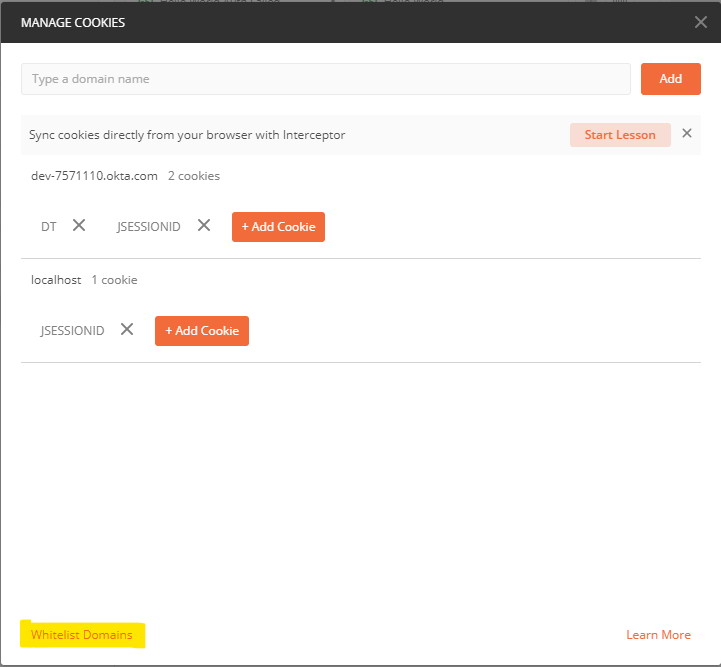 MANAGE COOKIES
Type a domain name
Add
Sync cookies directly from your browser with Interceptor
Start Lesson
dev-7571110.okta.com 2 cookies
DT JSESSIONID + Add Cookie
localhost 1 cookie
JSESSIONID + Add Cookie
Whitelist Domains
Learn More